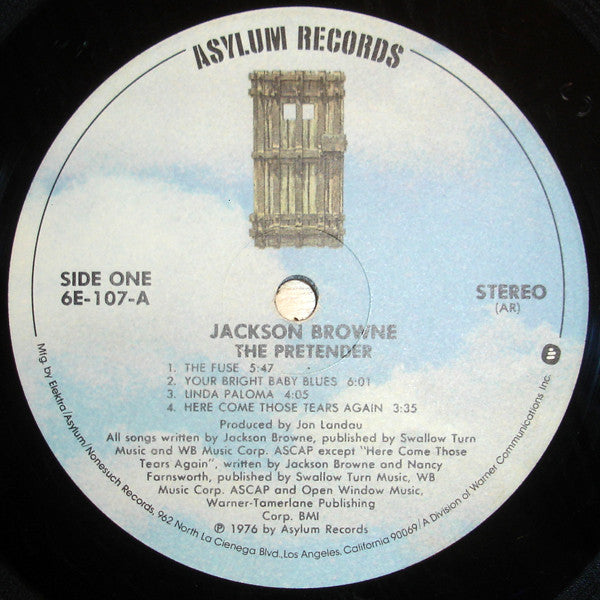 ASYLUM RECORDS
SIDE ONE
6E-107-A
STEREO
(AR)
JACKSON BROWNE
THE PRETENDER
1. THE FUSE 5:47
2. YOUR BRIGHT BABY BLUES 6:01
3. LINDA PALOMA 4:05
4. HERE COME THOSE TEARS AGAIN 3:35
Produced by Jon Landau
All songs written by Jackson Browne, published by Swallow Turn
Music and WB Music Corp. ASCAP except "Here Come Those
Tears Again", written by Jackson Browne and Nancy
Farnsworth, published by Swallow Turn Music, WB
Music Corp. ASCAP and Open Window Music,
Warner-Tamerlane Publishing
Corp. BMI
℗ 1976 by Asylum Records
Mfg. by Elektra/Asylum/Nonesuch Records, 962 North La Cienega Blvd., Los Angeles, California 90069/A Division of Warner Communications Inc.